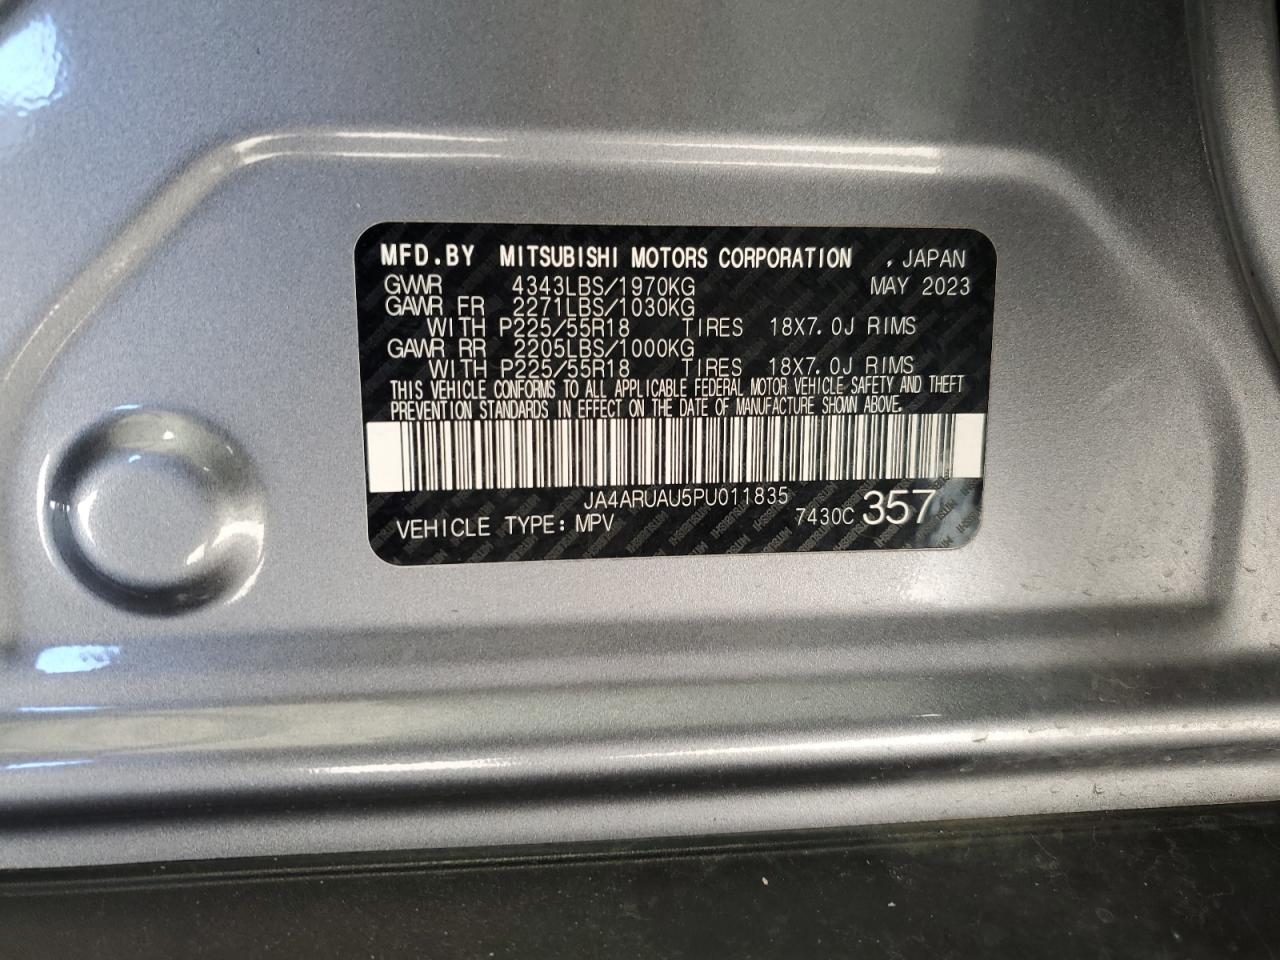 MFD.BY MITSUBISHI MOTORS CORPORATION , JAPAN
GVWR 4343LBS/1970KG MAY 2023
GAWR FR 2271LBS/1030KG
WITH P225/55R18 TIRES 18X7.0J RIMS
GAWR RR 2205LBS/1000KG
WITH P225/55R18 TIRES 18X7.0J RIMS
THIS VEHICLE CONFORMS TO ALL APPLICABLE FEDERAL MOTOR VEHICLE SAFETY AND THEFT
PREVENTION STANDARDS IN EFFECT ON THE DATE OF MANUFACTURE SHOWN ABOVE.
JA4ARUAU5PU011835
VEHICLE TYPE: MPV 7430C 357